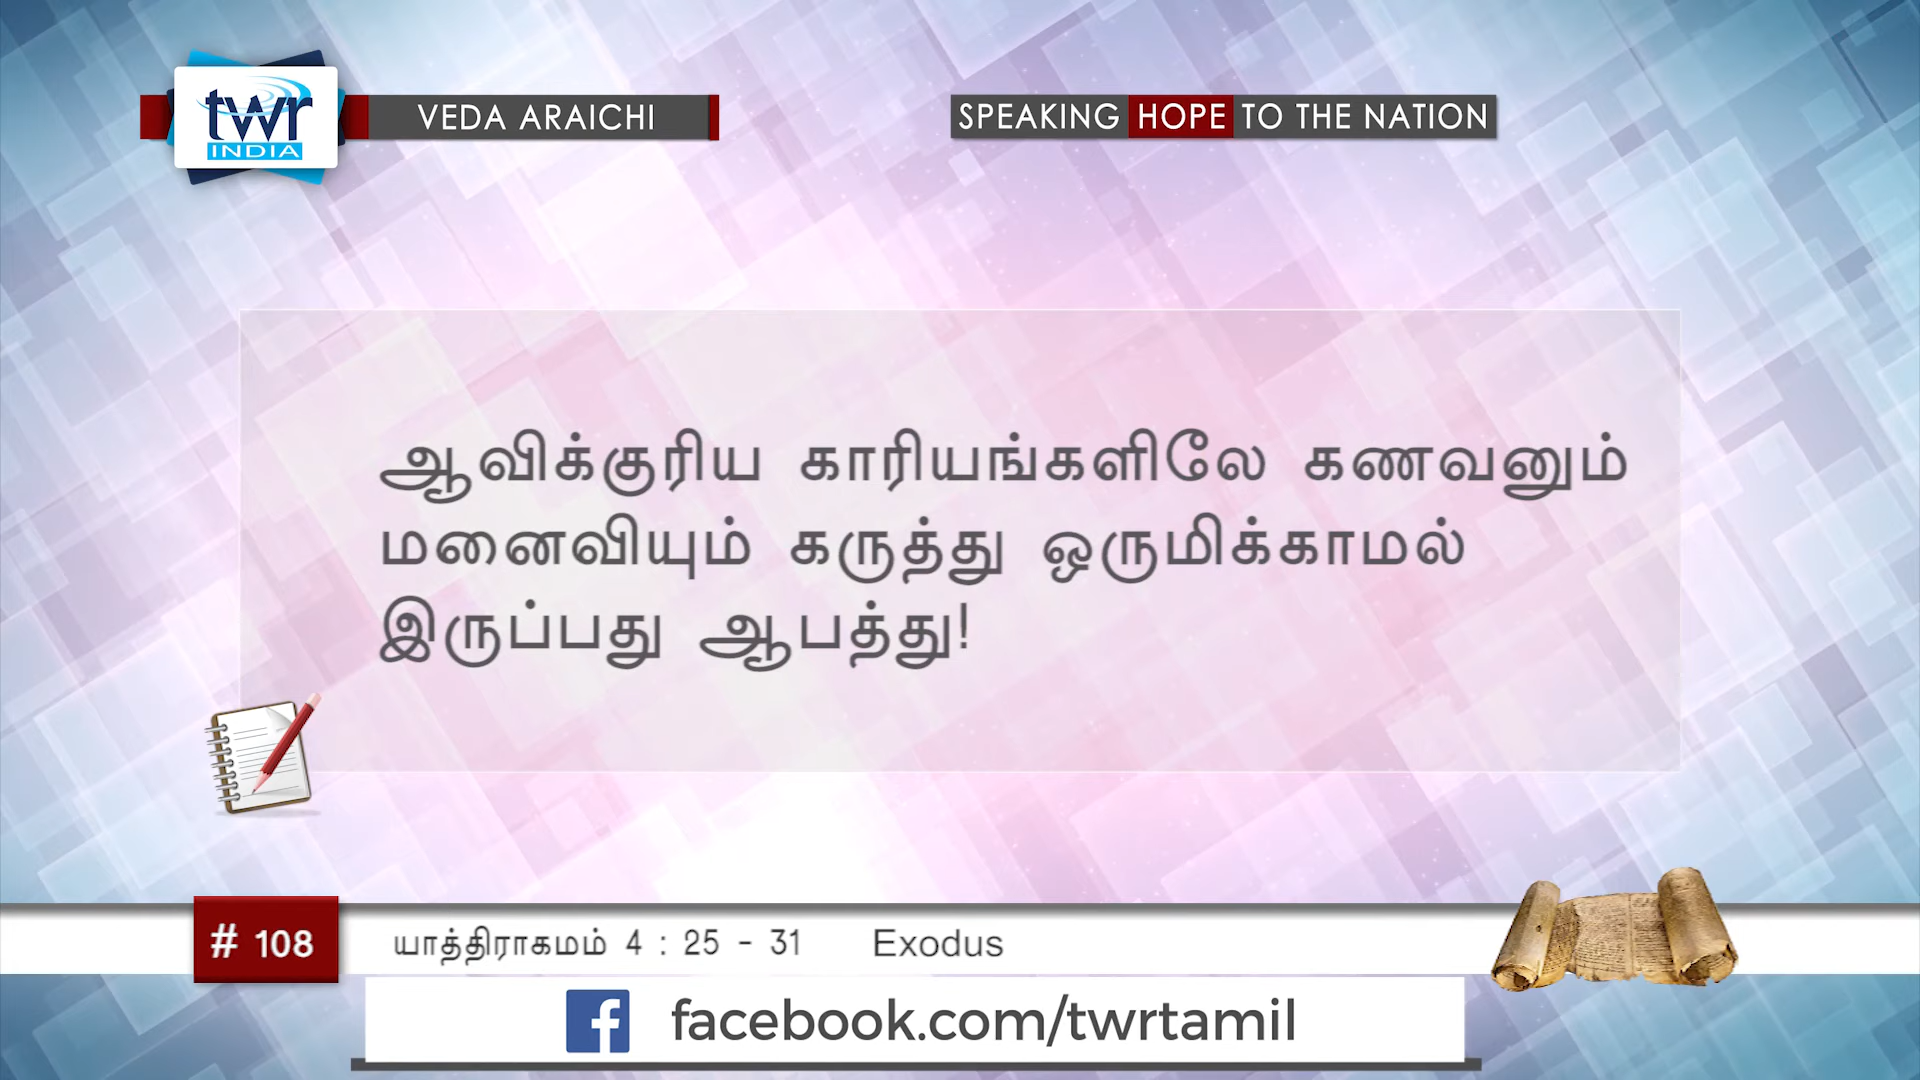 twr
INDIA
VEDA ARAICHI
SPEAKING HOPE TO THE NATION
ஆவிக்குரிய காரியங்களிலே கணவனும்
மனைவியும் கருத்து ஒருமிக்காமல்
இருப்பது ஆபத்து!
# 108
யாத்திராகமம் 4 : 25 - 31 Exodus
facebook.com/twrtamil